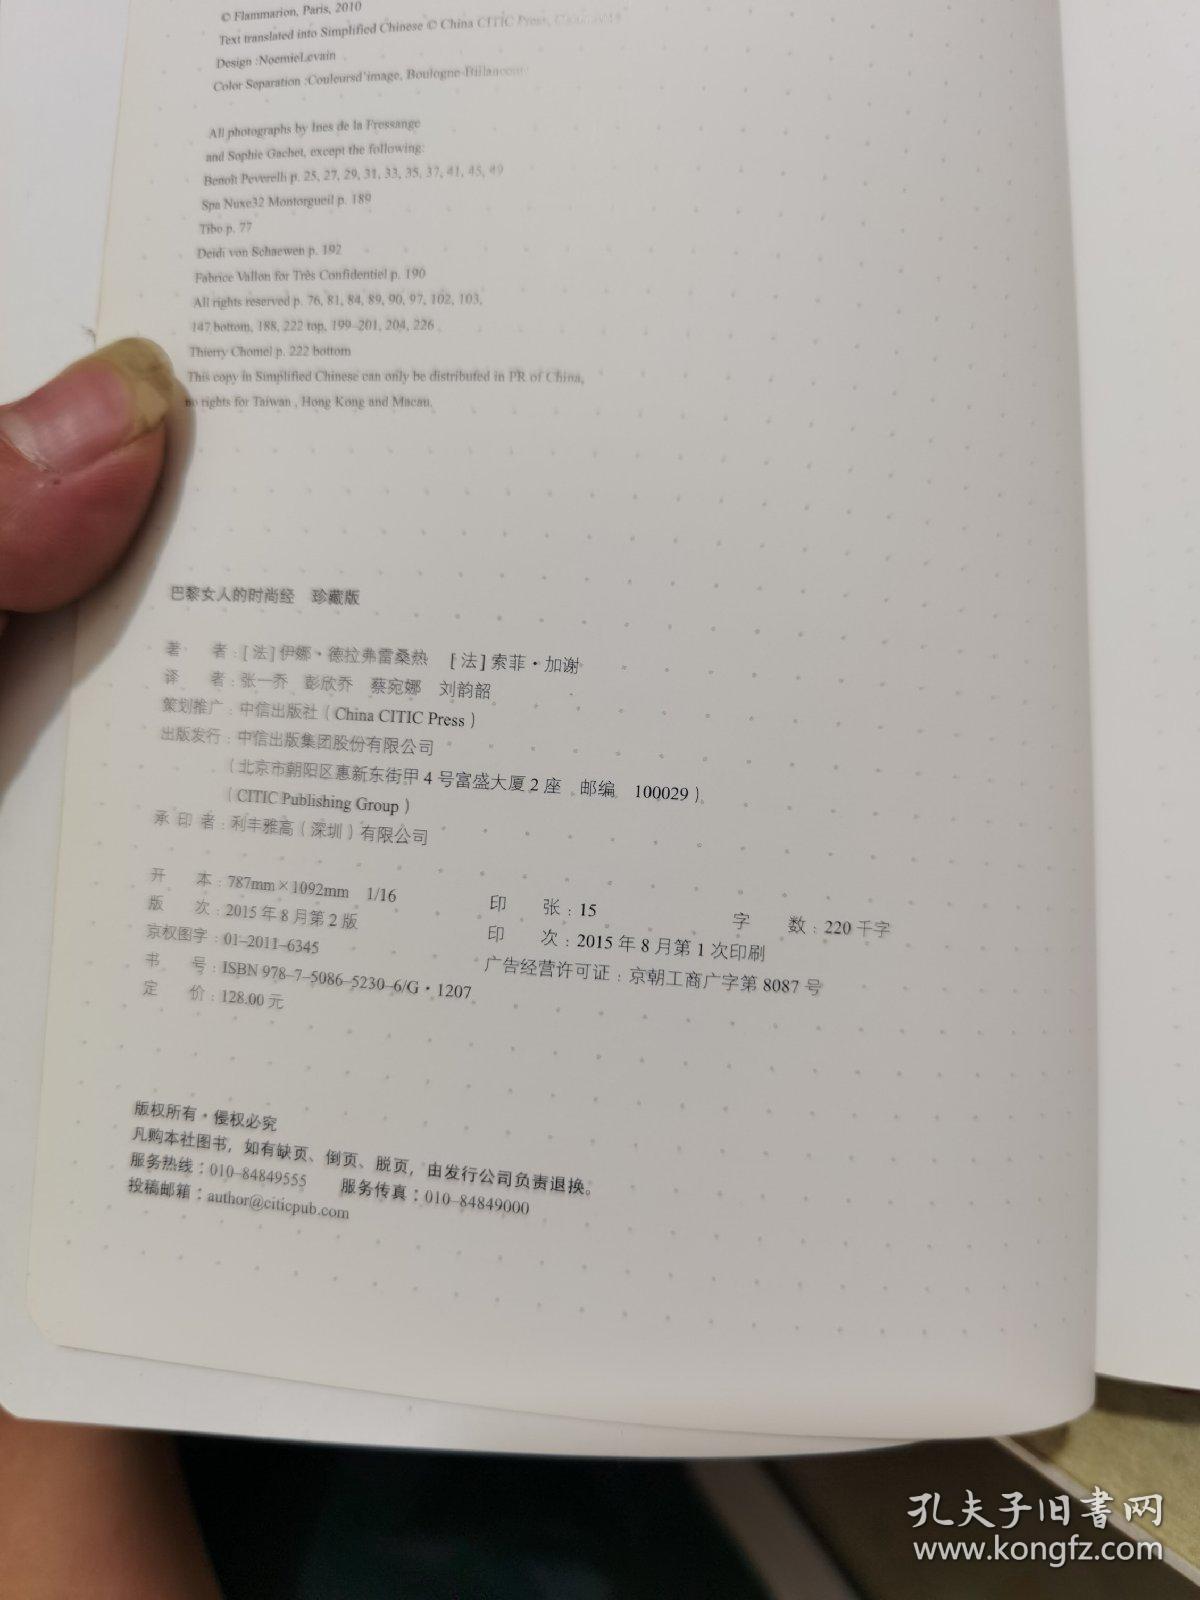 © Flammarion, Paris, 2010
Text translated into Simplified Chinese © China CITIC Press,
Design :NoemieLevain
Color Separation :Couleursd'image, Boulogne-Billancourt
All photographs by Ines de la Fressange
and Sophie Gachet, except the following:
Benoît Peverelli p. 25, 27, 29, 31, 33, 35, 37, 41, 45, 49
Spa Nuxe32 Montorgueil p. 189
Tibo p. 77
Deidi von Schaewen p. 192
Fabrice Vallon for Très Confidentiel p. 190
All rights reserved p. 76, 81, 84, 89, 90, 97, 102, 103,
147 bottom, 188, 222 top, 199–201, 204, 226
Thierry Chomel p. 222 bottom
This copy in Simplified Chinese can only be distributed in PR of China,
no rights for Taiwan , Hong Kong and Macau.
巴黎女人的时尚经 珍藏版
著 者：[法] 伊娜·德拉弗雷桑热 [法] 索菲·加谢
译 者：张一乔 彭欣乔 蔡宛娜 刘韵韶
策划推广：中信出版社（China CITIC Press）
出版发行：中信出版集团股份有限公司
（北京市朝阳区惠新东街甲 4 号富盛大厦 2 座 邮编 100029）
（CITIC Publishing Group）
承 印 者：利丰雅高（深圳）有限公司
开 本：787mm×1092mm 1/16 印 张：15 字 数：220 千字
版 次：2015 年 8 月第 2 版 印 次：2015 年 8 月第 1 次印刷
京权图字：01–2011–6345 广告经营许可证：京朝工商广字第 8087 号
书 号：ISBN 978–7–5086–5230–6/G·1207
定 价：128.00 元
版权所有·侵权必究
凡购本社图书，如有缺页、倒页、脱页，由发行公司负责退换。
服务热线：010–84849555 服务传真：010–84849000
投稿邮箱：author@citicpub.com
孔夫子旧书网
www.kongfz.com